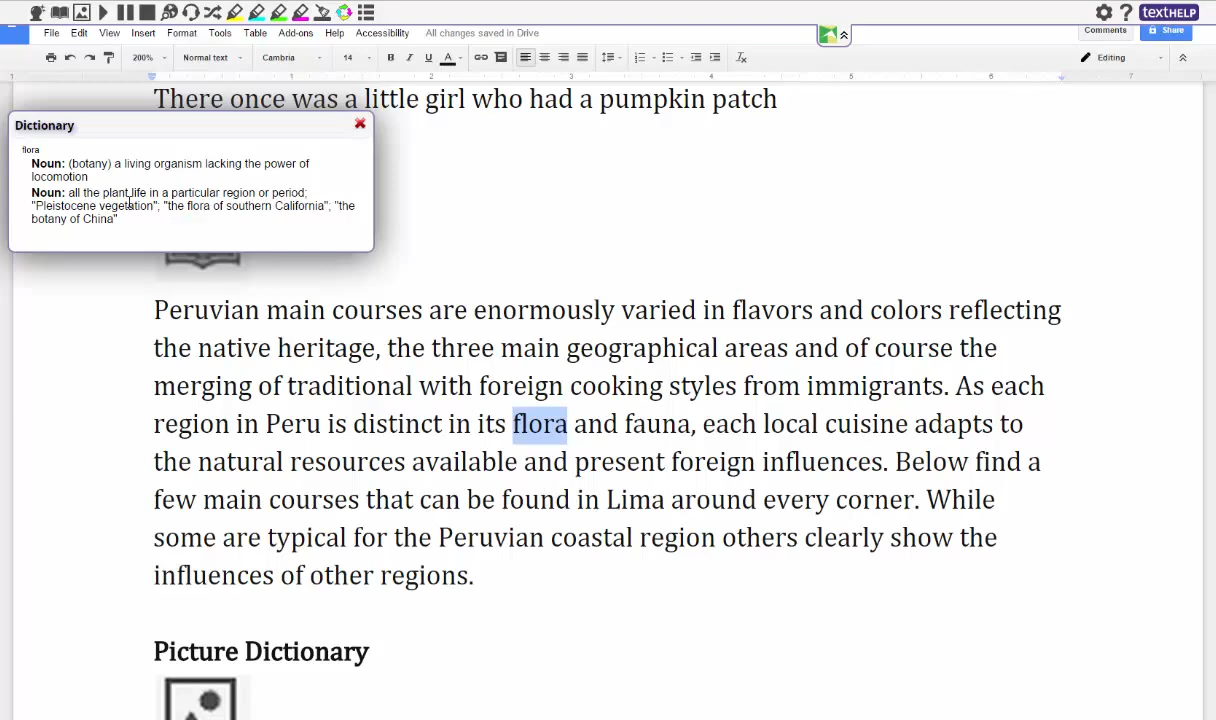 textHELP
File Edit View Insert Format Tools Table Add-ons Help Accessibility All changes saved in Drive
Comments
Share
200% Normal text Cambria 14 B I U A Editing
1 1 2 3 4 5 6 7
There once was a little girl who had a pumpkin patch
Dictionary
flora
Noun: (botany) a living organism lacking the power of
locomotion
Noun: all the plant life in a particular region or period;
"Pleistocene vegetation"; "the flora of southern California"; "the
botany of China"
Peruvian main courses are enormously varied in flavors and colors reflecting
the native heritage, the three main geographical areas and of course the
merging of traditional with foreign cooking styles from immigrants. As each
region in Peru is distinct in its flora and fauna, each local cuisine adapts to
the natural resources available and present foreign influences. Below find a
few main courses that can be found in Lima around every corner. While
some are typical for the Peruvian coastal region others clearly show the
influences of other regions.
Picture Dictionary